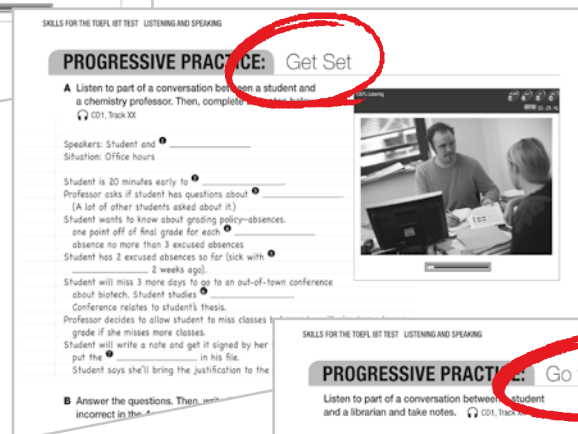 SKILLS FOR THE TOEFL IBT TEST LISTENING AND SPEAKING
PROGRESSIVE PRACTICE: Get Set
A Listen to part of a conversation between a student and
a chemistry professor. Then, complete
CD1, Track XX
Speakers: Student and 1
Situation: Office hours
Student is 20 minutes early to 2
Professor asks if student has questions about 3
(A lot of other students asked about it.)
Student wants to know about grading policy—absences.
one point off of final grade for each 4
absence no more than 3 excused absences
Student has 2 excused absences so far (sick with 5
2 weeks ago).
Student will miss 3 more days to go to an out-of-town conference
about biotech. Student studies 6
Conference relates to student's thesis.
Professor decides to allow student to miss classes
grade if she misses more classes.
Student will write a note and get it signed by her
put the 7 in his file.
Student says she'll bring the justification to the
B Answer the questions. Then,
incorrect in the
SKILLS FOR THE TOEFL IBT TEST LISTENING AND SPEAKING
PROGRESSIVE PRACTICE: Go
Listen to part of a conversation between student
and a librarian and take notes. CD1, Track XX